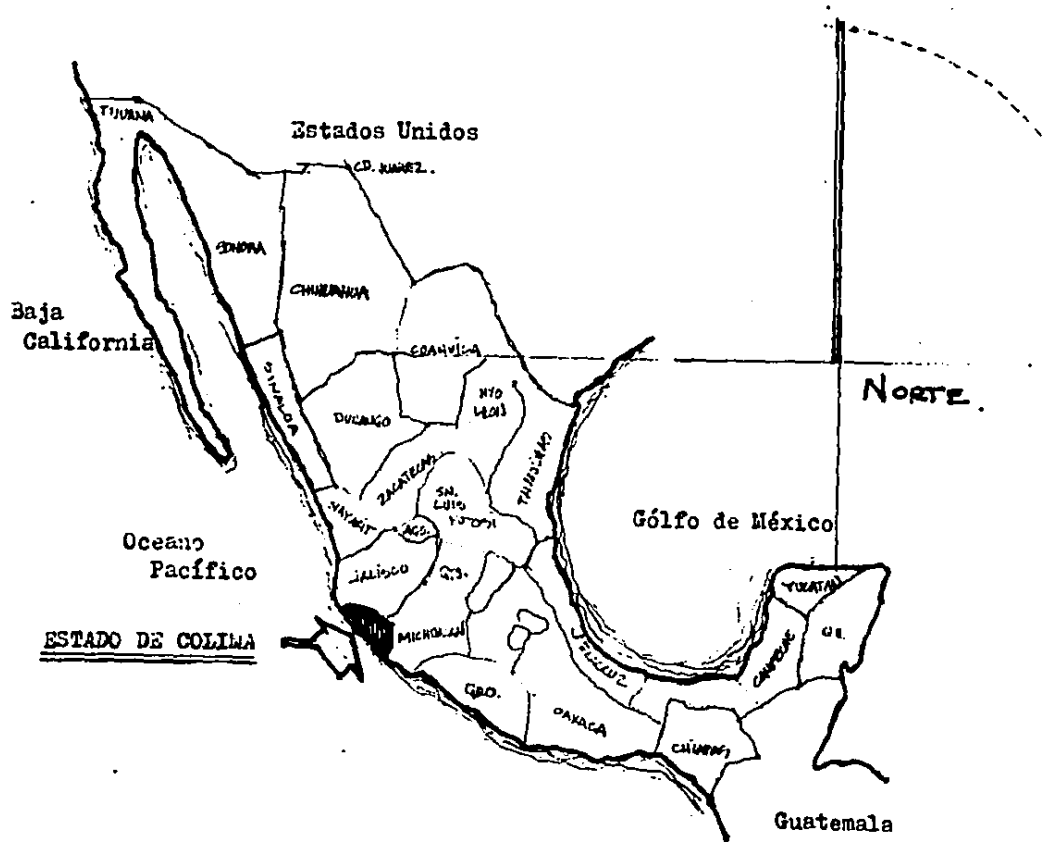 TIJUANA
Estados Unidos
CD. JUAREZ.
SONORA
CHIHUAHUA
Baja
California
COAHUILA
SINALOA
NORTE.
NVO
LEON
DURANGO
TAMAULIPAS
ZACATECAS
SN.
LUIS
POTOSI
NAYARIT
AGS.
Gólfo de México
Oceano
Pacífico
JALISCO
GTO.
YUCATAN
ESTADO DE COLIMA
MICHOACAN
VERACRUZ
CAMPECHE
GRO.
OAXACA
CHIAPAS
Guatemala